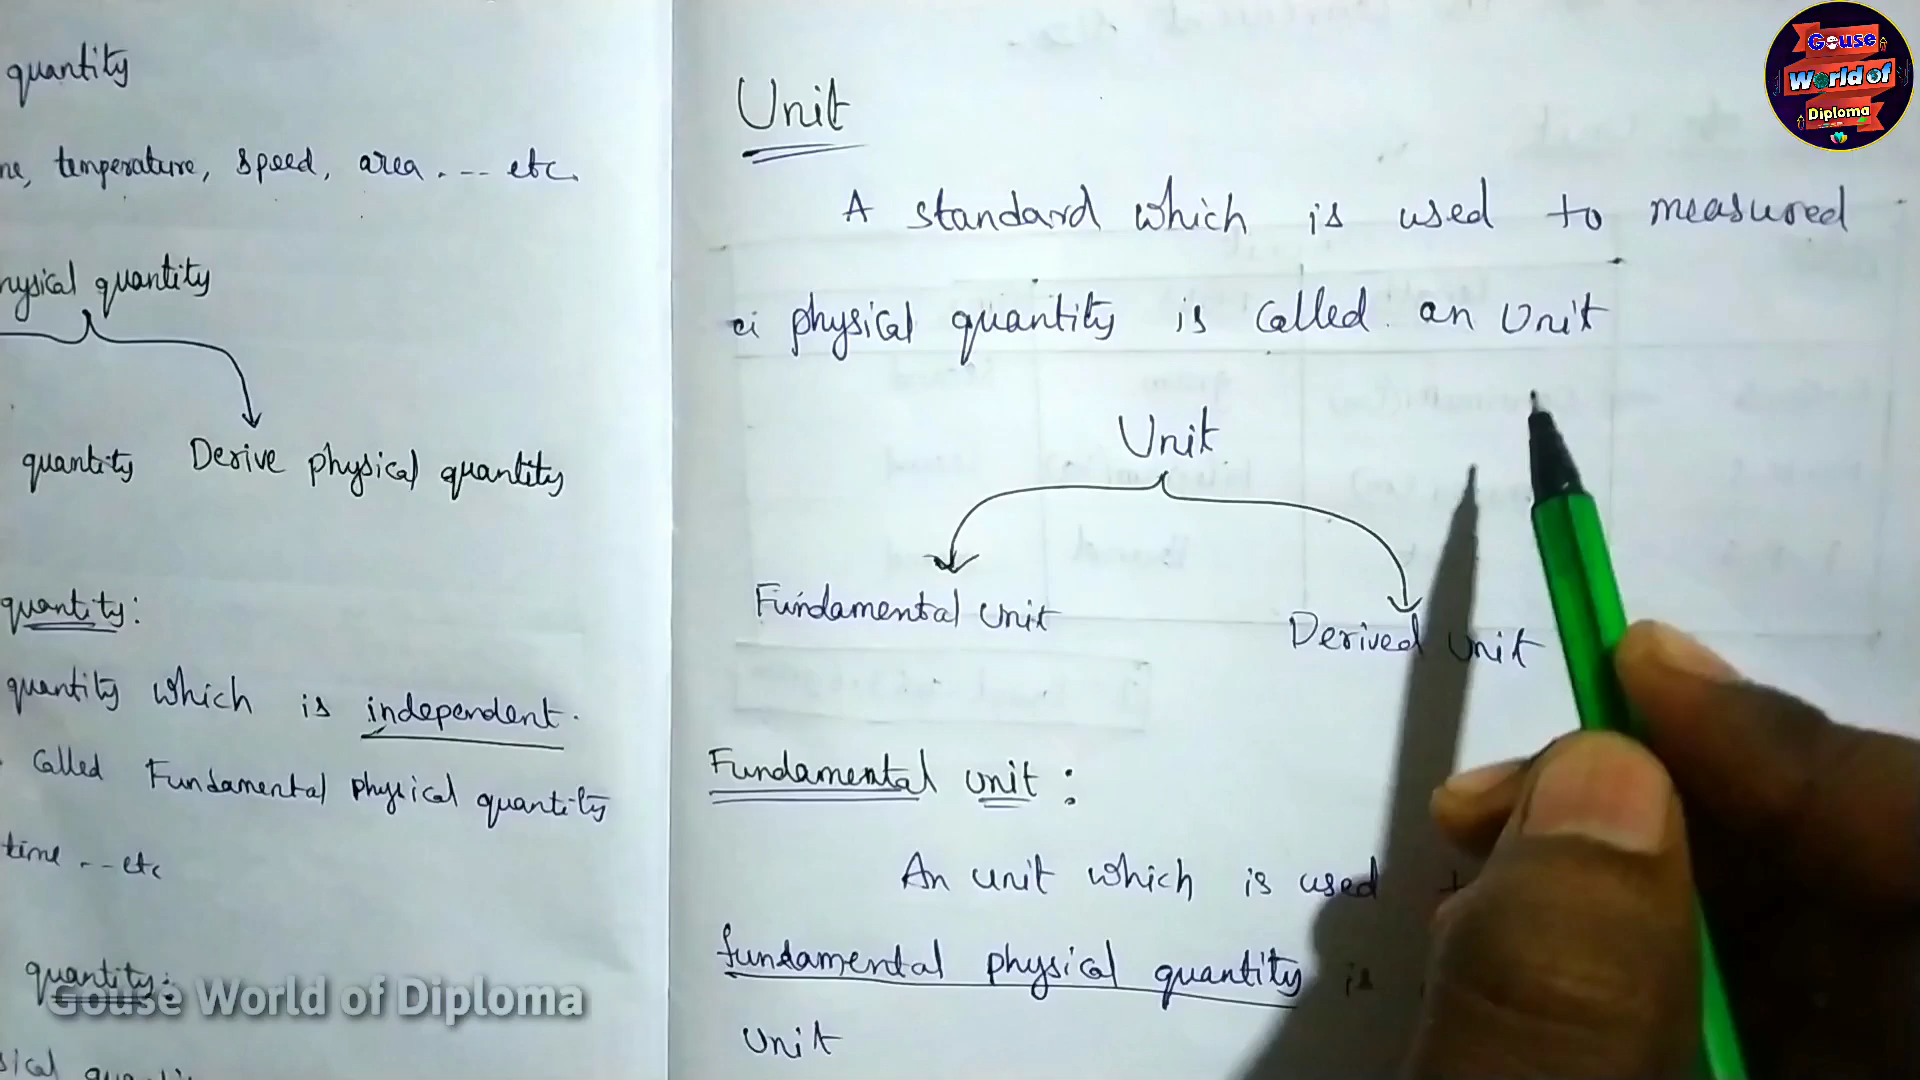 quantity
temperature, speed, area . -- etc.
physical quantity
quantity Derive physical quantity
quantity:
quantity which is independent.
called Fundamental physical quantity
time -- etc
quantity:
Unit
A standard which is used to measured
physical quantity is called an Unit
Unit
Fundamental Unit
Derived Unit
Fundamental unit :
An unit which is used
fundamental physical quantity is
Unit
Gouse
World of
Diploma
Gouse World of Diploma